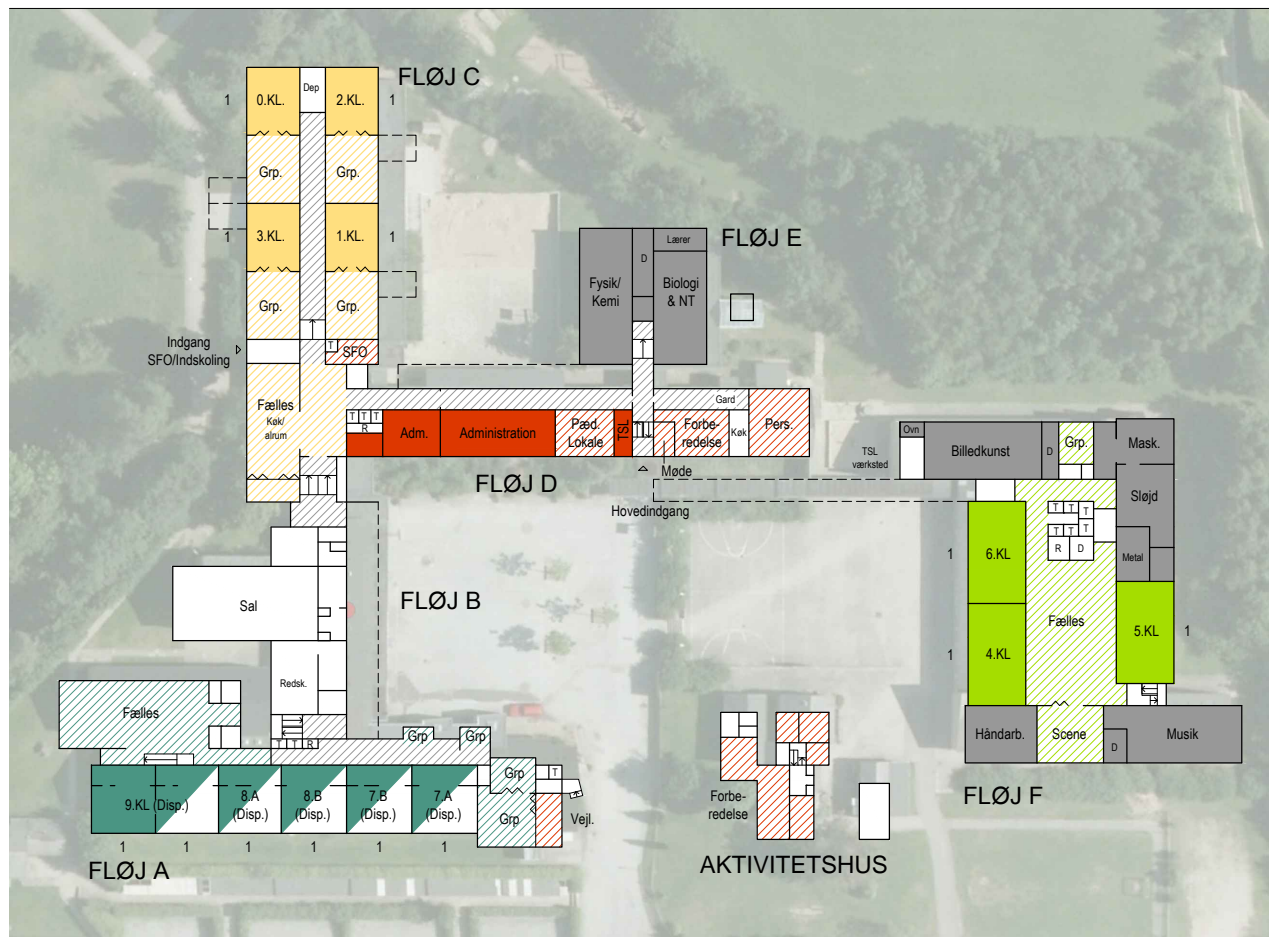 FLØJ C
Dep
1
0.KL.
2.KL.
1
Grp.
Grp.
1
3.KL.
1.KL.
1
Grp.
Grp.
Indgang
SFO/Indskoling
T
SFO
Fælles
Køk/
alrum
FLØJ E
Lærer
D
Fysik/
Kemi
Biologi
& NT
Gard
T
T
T
R
Adm.
Administration
Pæd.
Lokale
TSL
Forbe-
redelse
Køk
Pers.
Møde
FLØJ D
Hovedindgang
TSL
værksted
Ovn
Billedkunst
D
Grp.
Mask.
Sløjd
T
T
T
T
T
T
R
D
Metal
1
6.KL
Fælles
5.KL
1
1
4.KL
Håndarb.
Scene
D
Musik
FLØJ F
FLØJ B
Sal
Redsk.
Fælles
T
T
R
Grp
Grp
Grp
T
9.KL (Disp.)
8.A
(Disp.)
8.B
(Disp.)
7.B
(Disp.)
7.A
(Disp.)
Grp
Vejl.
1
1
1
1
1
1
FLØJ A
Forbe-
redelse
AKTIVITETSHUS